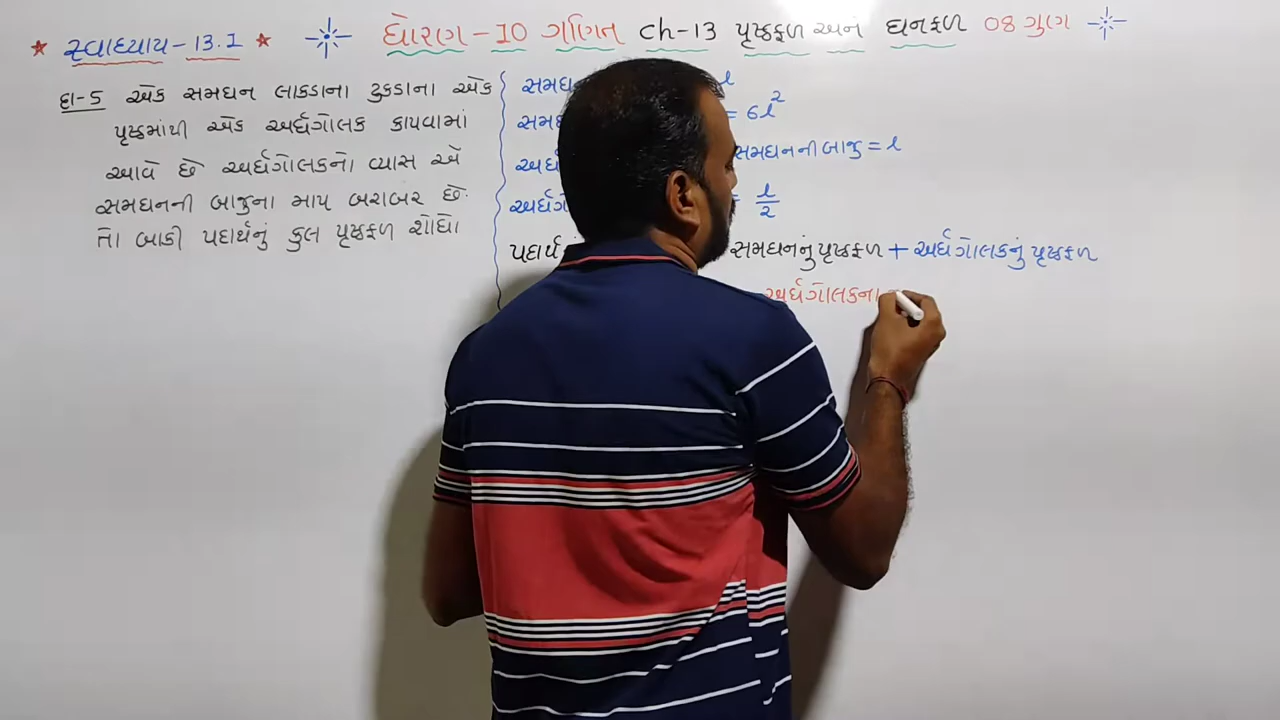 ★ સ્વાધ્યાય-13.1 ★ ધોરણ-10 ગણિત ch-13 પૃષ્ઠફળ અને ઘનફળ 08 ગુણ
દા-5 એક સમઘન લાકડાના ટુકડાના એક
પૃષ્ઠમાંથી એક અર્ધગોલક કાપવામાં
આવે છે અર્ધગોલકનો વ્યાસ એ
સમઘનની બાજુના માપ બરાબર છે.
તો બાકી પદાર્થનું કુલ પૃષ્ઠફળ શોધો
l
= 6l²
સમઘનની બાજુ = l
= l/2
સમઘનનું પૃષ્ઠફળ + અર્ધગોલકનું પૃષ્ઠફળ
અર્ધગોલકના